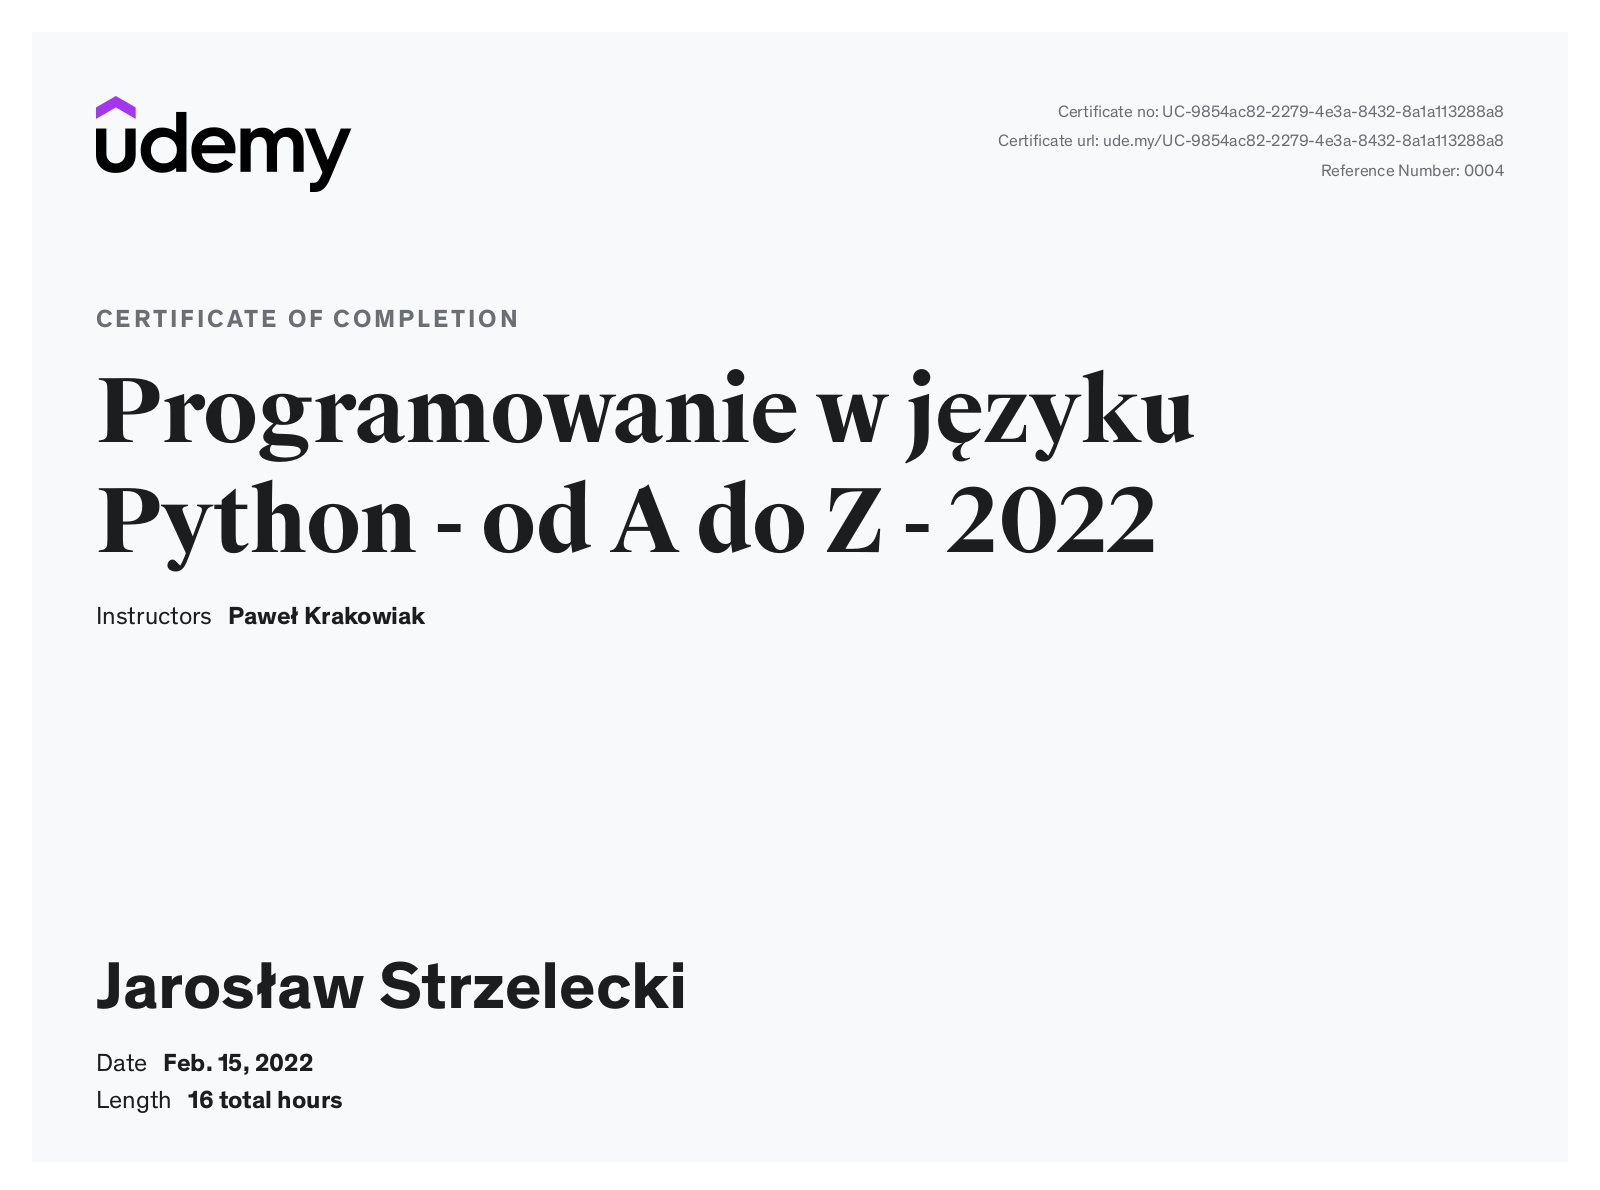 udemy
Certificate no: UC-9854ac82-2279-4e3a-8432-8a1a113288a8
Certificate url: ude.my/UC-9854ac82-2279-4e3a-8432-8a1a113288a8
Reference Number: 0004
CERTIFICATE OF COMPLETION
Programowanie w języku
Python - od A do Z - 2022
Instructors Paweł Krakowiak
Jarosław Strzelecki
Date Feb. 15, 2022
Length 16 total hours